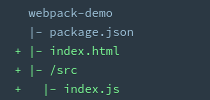 webpack-demo
|- package.json
+ |- index.html
+ |- /src
+ |- index.js